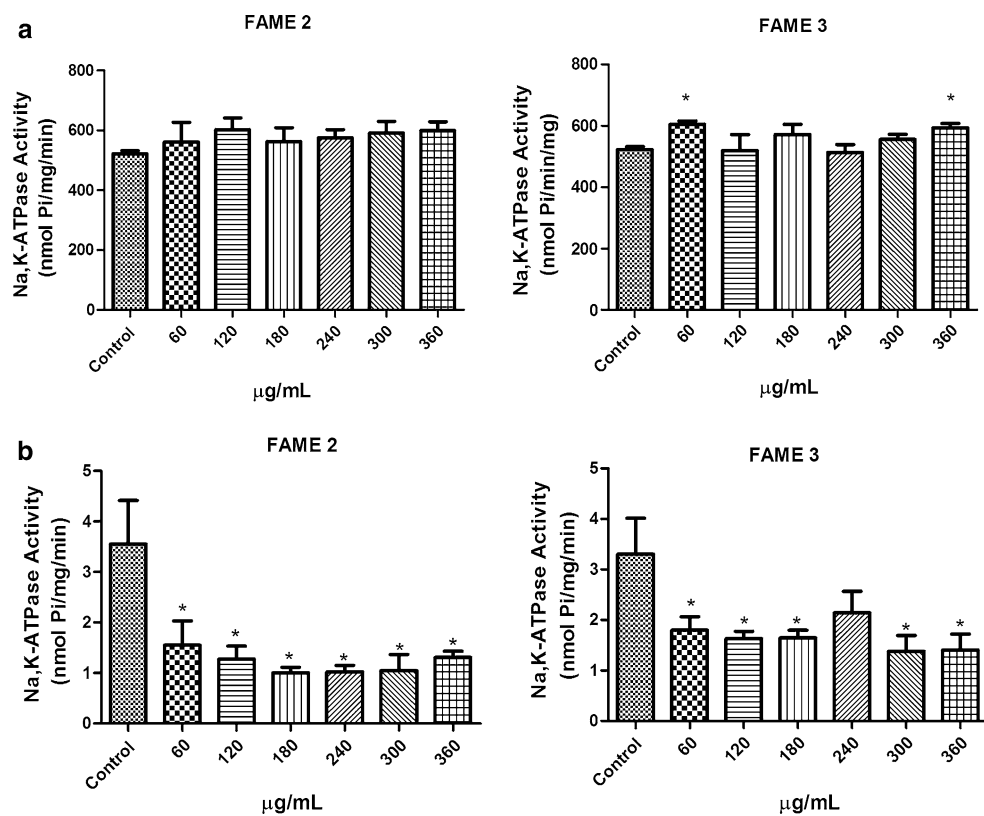 a
FAME 2
Na,K-ATPase Activity
(nmol Pi/mg/min)
800
600
400
200
0
Control
60
120
180
240
300
360
µg/mL
FAME 3
Na,K-ATPase Activity
(nmol Pi/min/mg)
800
600
400
200
0
*
*
Control
60
120
180
240
300
360
µg/mL
b
FAME 2
Na,K-ATPase Activity
(nmol Pi/mg/min)
5
4
3
2
1
0
*
*
*
*
*
*
Control
60
120
180
240
300
360
µg/mL
FAME 3
Na,K-ATPase Activity
(nmol Pi/mg/min)
5
4
3
2
1
0
*
*
*
*
*
Control
60
120
180
240
300
360
µg/mL